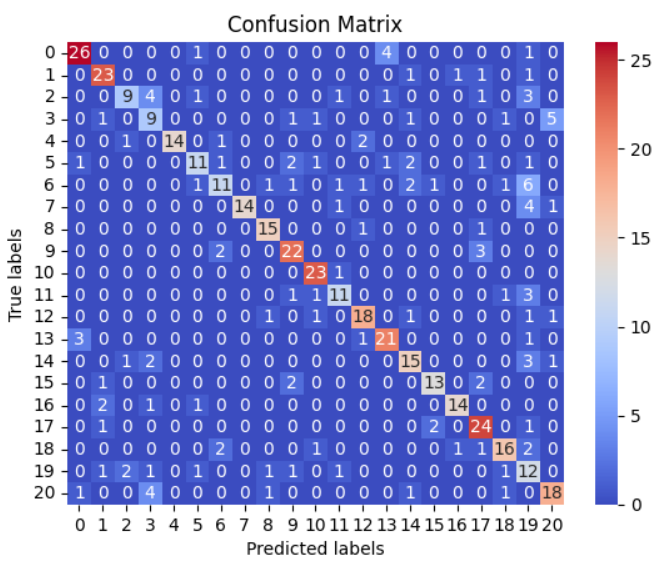 Confusion Matrix
0 26 0 0 0 0 1 0 0 0 0 0 0 0 4 0 0 0 0 0 1 0
1 0 23 0 0 0 0 0 0 0 0 0 0 0 0 1 0 1 1 0 1 0
2 0 0 9 4 0 1 0 0 0 0 0 1 0 1 0 0 0 1 0 3 0
3 0 1 0 9 0 0 0 0 0 1 1 0 0 0 1 0 0 0 1 0 5
4 0 0 1 0 14 0 1 0 0 0 0 0 2 0 0 0 0 0 0 0 0
5 1 0 0 0 0 11 1 0 0 2 1 0 0 1 2 0 0 1 0 1 0
6 0 0 0 0 0 1 11 0 1 1 0 1 1 0 2 1 0 0 1 6 0
7 0 0 0 0 0 0 0 14 0 0 0 1 0 0 0 0 0 0 0 4 1
8 0 0 0 0 0 0 0 0 15 0 0 0 1 0 0 0 0 1 0 0 0
9 0 0 0 0 0 0 2 0 0 22 0 0 0 0 0 0 0 3 0 0 0
10 0 0 0 0 0 0 0 0 0 0 23 1 0 0 0 0 0 0 0 0 0
11 0 0 0 0 0 0 0 0 0 1 1 11 0 0 0 0 0 0 1 3 0
12 0 0 0 0 0 0 0 0 1 0 1 0 18 0 1 0 0 0 0 1 1
13 3 0 0 0 0 0 0 0 0 0 0 0 1 21 0 0 0 0 0 1 0
14 0 0 1 2 0 0 0 0 0 0 0 0 0 0 15 0 0 0 0 3 1
15 0 1 0 0 0 0 0 0 0 2 0 0 0 0 0 13 0 2 0 0 0
16 0 2 0 1 0 1 0 0 0 0 0 0 0 0 0 0 14 0 0 0 0
17 0 1 0 0 0 0 0 0 0 0 0 0 0 0 0 2 0 24 0 1 0
18 0 0 0 0 0 0 2 0 0 0 1 0 0 0 0 0 1 1 16 2 0
19 0 1 2 1 0 1 0 0 1 1 0 1 0 0 0 0 0 0 1 12 0
20 1 0 0 4 0 0 0 0 1 0 0 0 0 0 1 0 0 0 1 0 18
0 1 2 3 4 5 6 7 8 9 10 11 12 13 14 15 16 17 18 19 20
Predicted labels
True labels
25
20
15
10
5
0